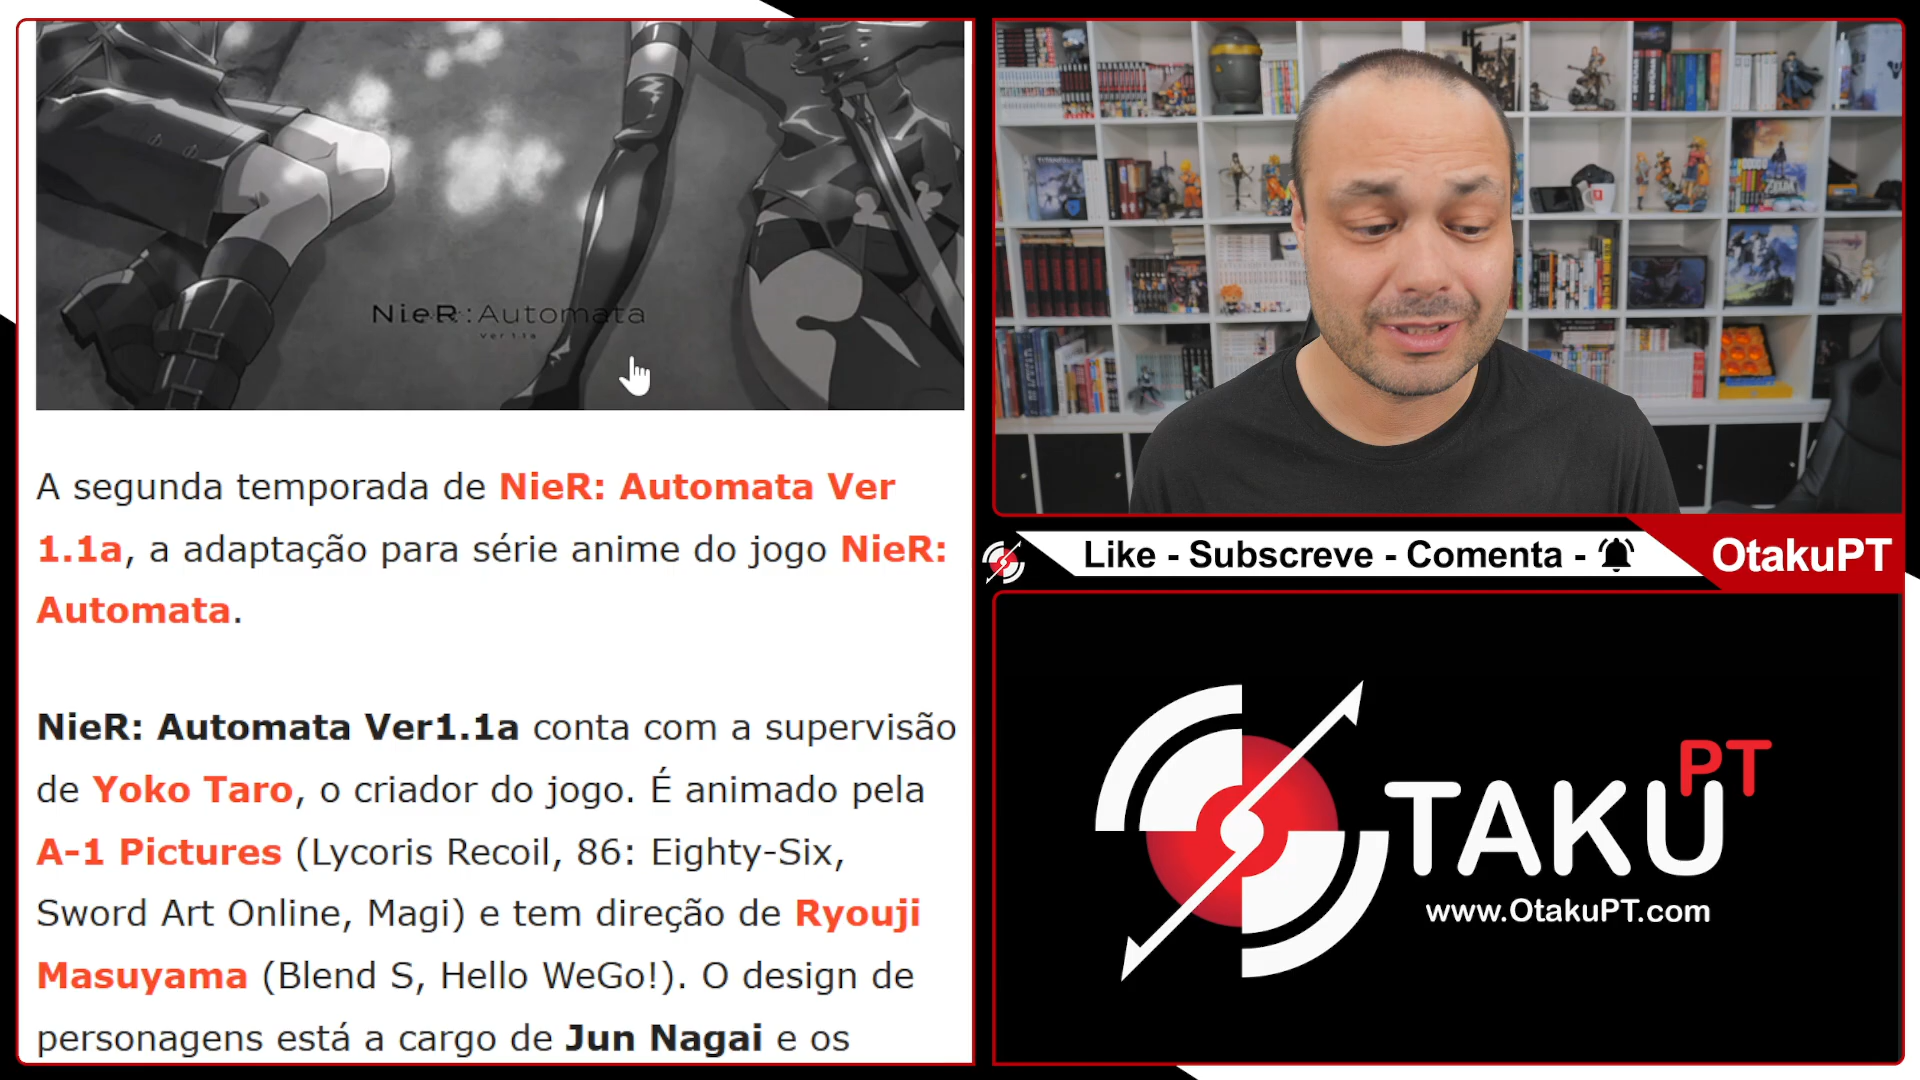 NieR:Automata
Ver1.1a
A segunda temporada de NieR: Automata Ver
1.1a, a adaptação para série anime do jogo NieR:
Automata.
NieR: Automata Ver1.1a conta com a supervisão
de Yoko Taro, o criador do jogo. É animado pela
A-1 Pictures (Lycoris Recoil, 86: Eighty-Six,
Sword Art Online, Magi) e tem direção de Ryouji
Masuyama (Blend S, Hello WeGo!). O design de
personagens está a cargo de Jun Nagai e os
Like - Subscreve - Comenta -
OtakuPT
TAKU PT
www.OtakuPT.com